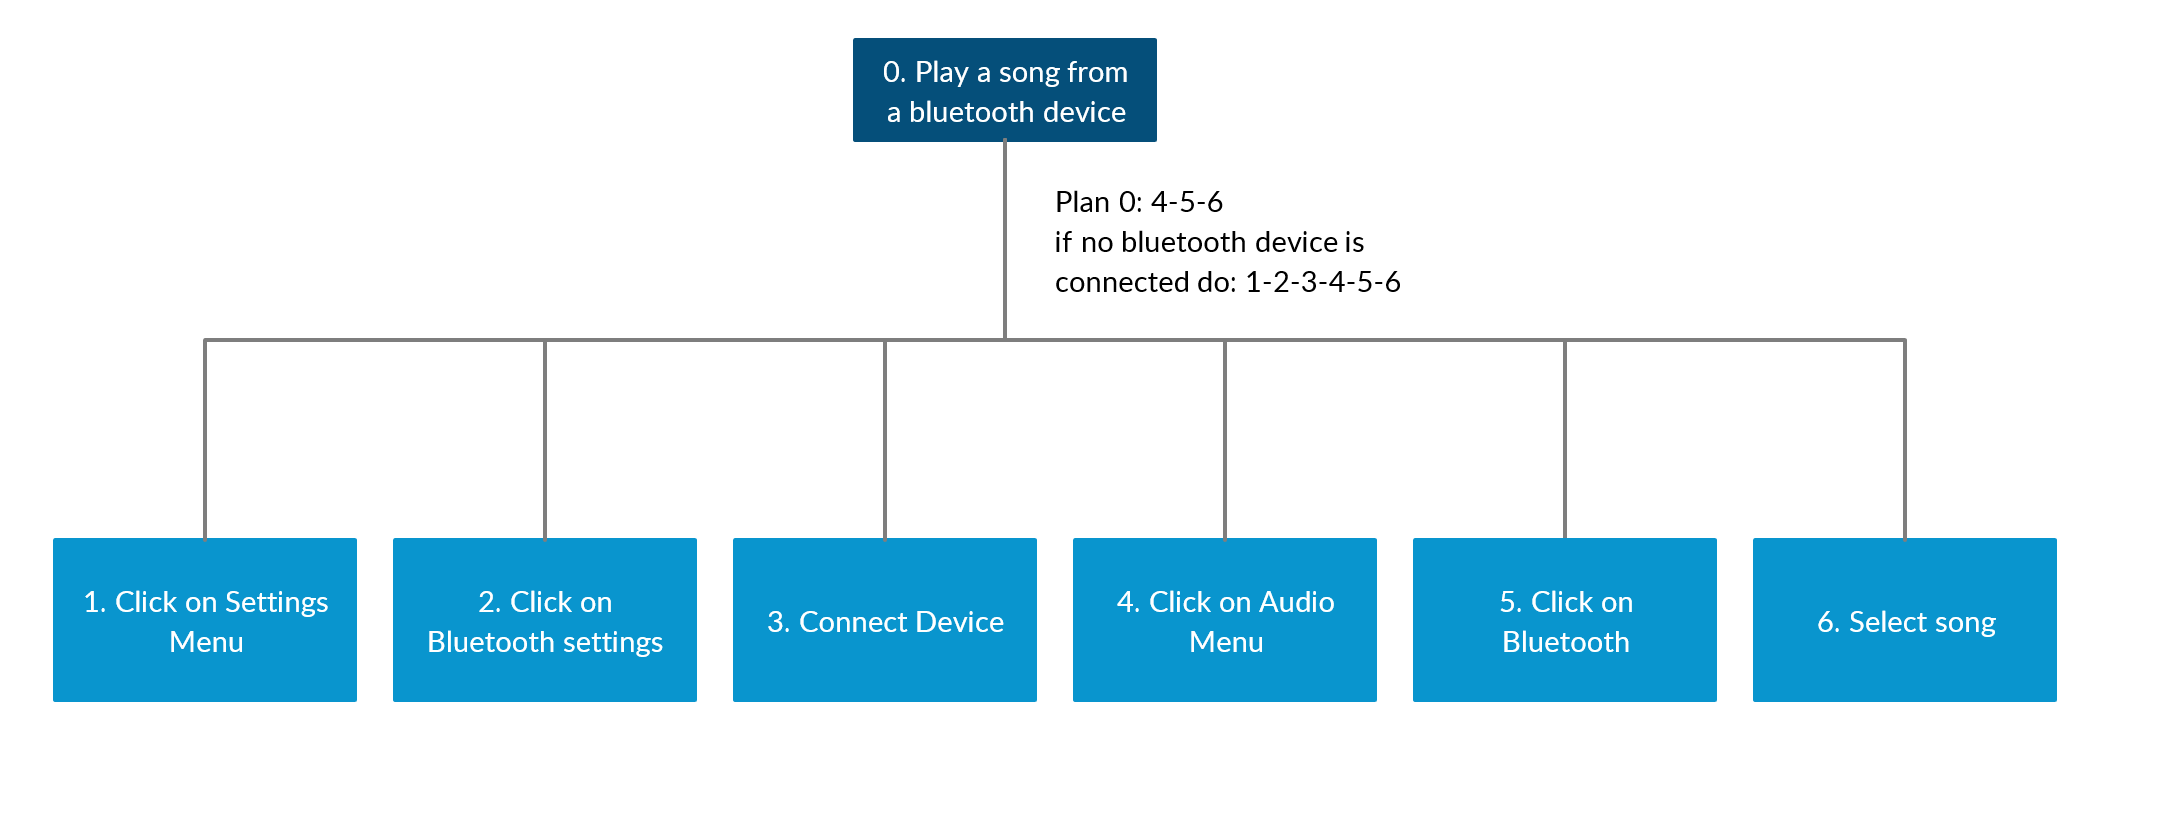 0. Play a song from
a bluetooth device
Plan 0: 4-5-6
if no bluetooth device is
connected do: 1-2-3-4-5-6
1. Click on Settings
Menu
2. Click on
Bluetooth settings
3. Connect Device
4. Click on Audio
Menu
5. Click on
Bluetooth
6. Select song